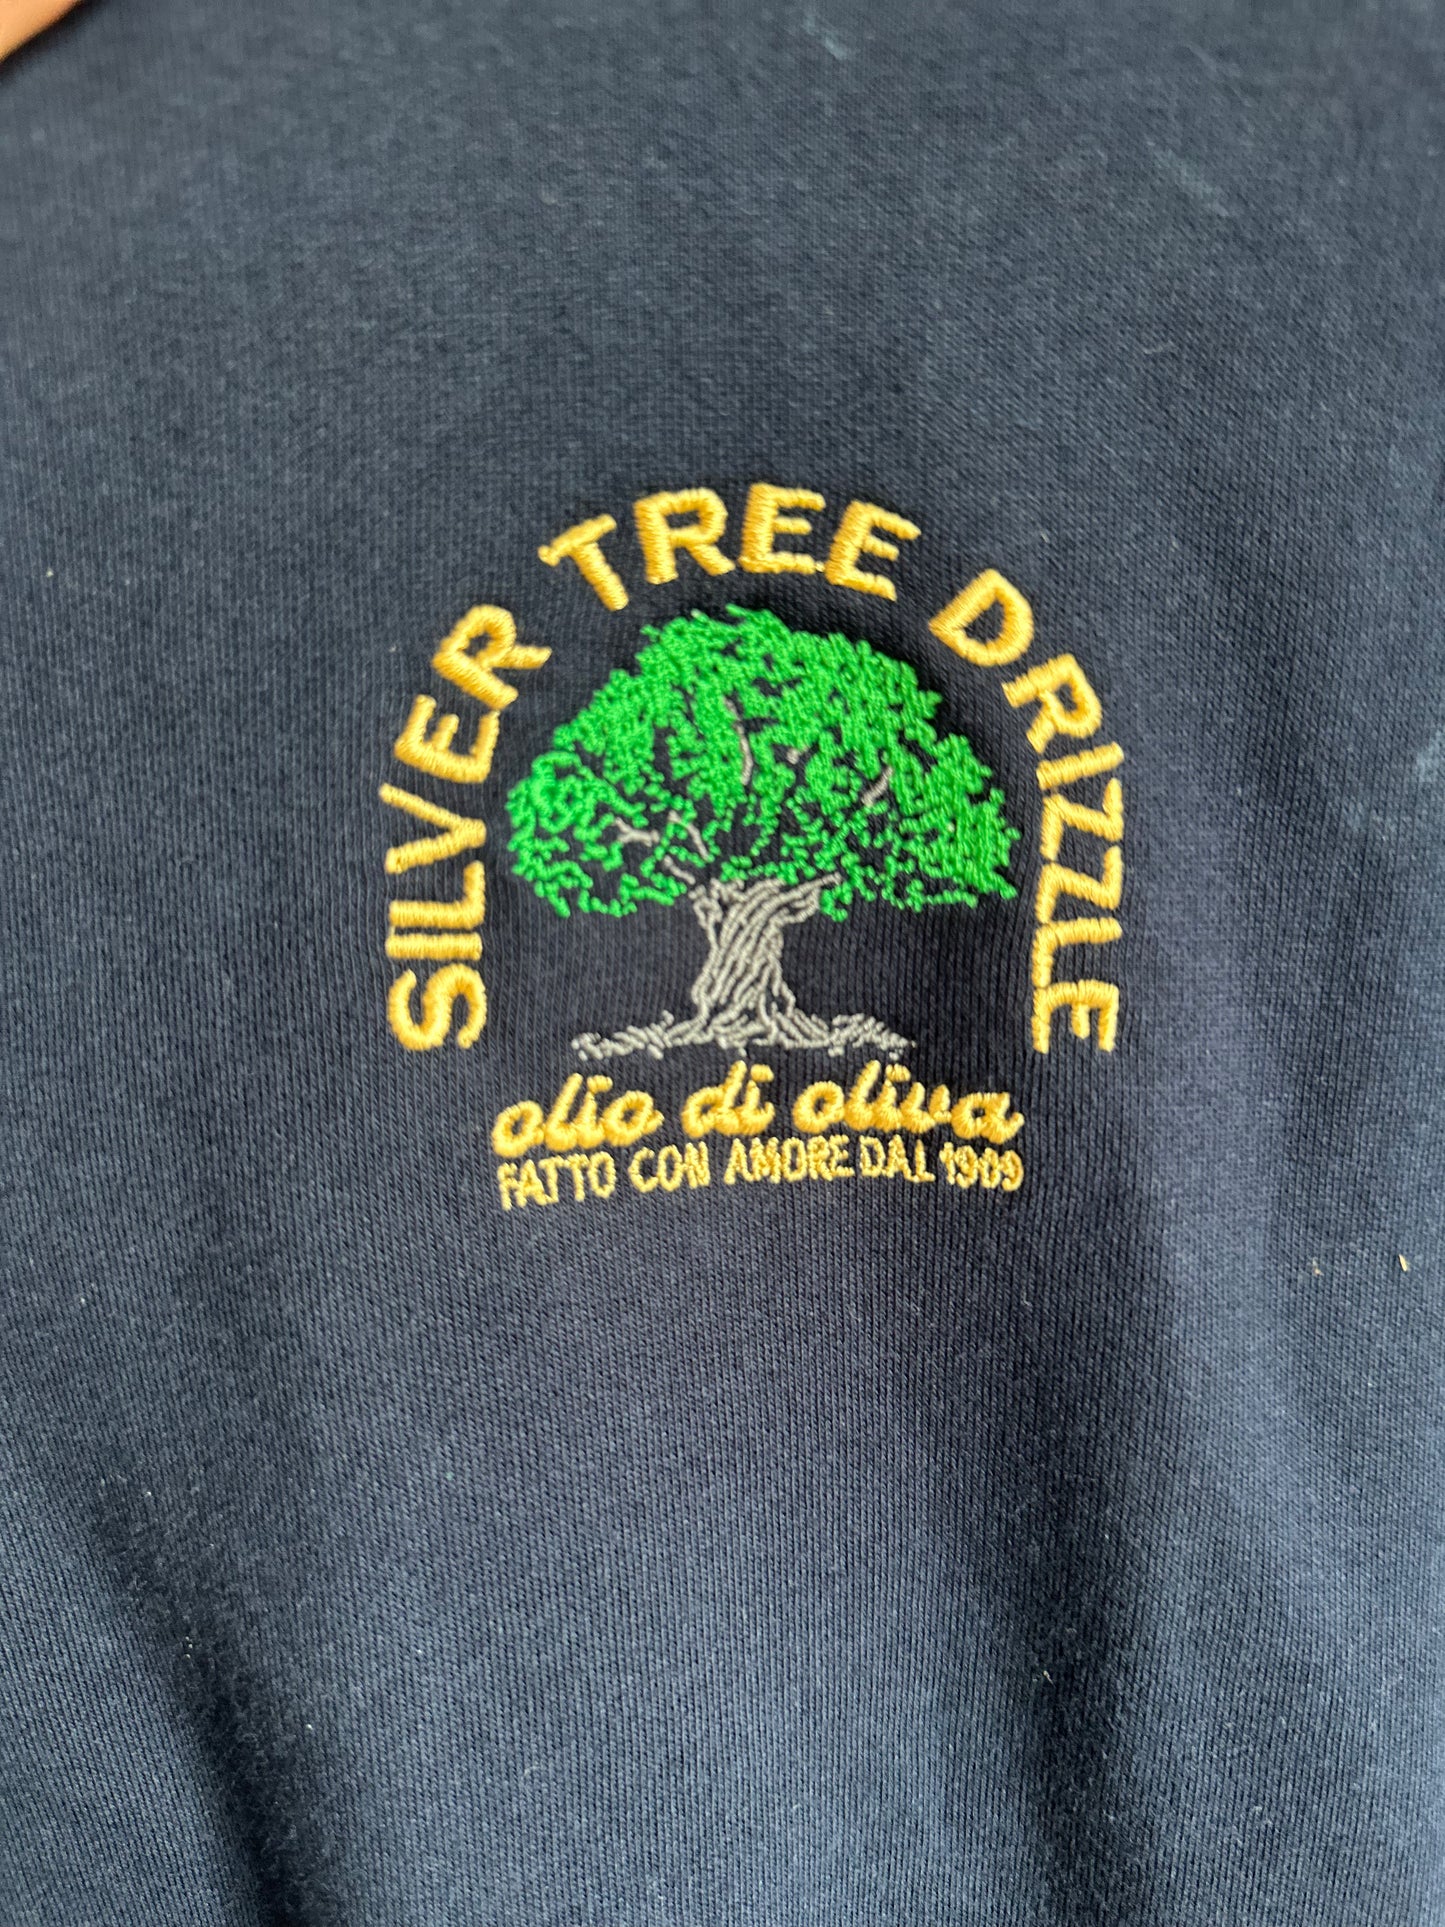 SILVER TREE DRIZZLE
olio di oliva
FATTO CON AMORE DAL 1909